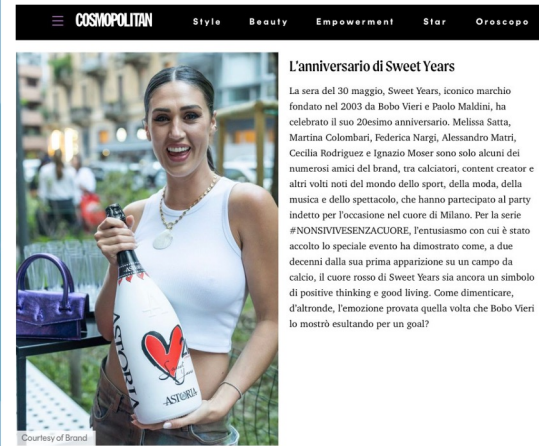 COSMOPOLITAN
Style Beauty Empowerment Star Oroscopo
L'anniversario di Sweet Years
La sera del 30 maggio, Sweet Years, iconico marchio
fondato nel 2003 da Bobo Vieri e Paolo Maldini, ha
celebrato il suo 20esimo anniversario. Melissa Satta,
Martina Colombari, Federica Nargi, Alessandro Matri,
Cecilia Rodriguez e Ignazio Moser sono solo alcuni dei
numerosi amici del brand, tra calciatori, content creator e
altri volti noti del mondo dello sport, della moda, della
musica e dello spettacolo, che hanno partecipato al party
indetto per l'occasione nel cuore di Milano. Per la serie
#NONSIVIVESENZACUORE, l'entusiasmo con cui è stato
accolto lo speciale evento ha dimostrato come, a due
decenni dalla sua prima apparizione su un campo da
calcio, il cuore rosso di Sweet Years sia ancora un simbolo
di positive thinking e good living. Come dimenticare,
d'altronde, l'emozione provata quella volta che Bobo Vieri
lo mostrò esultando per un goal?
ASTORIA
ASTORIA
Courtesy of Brand